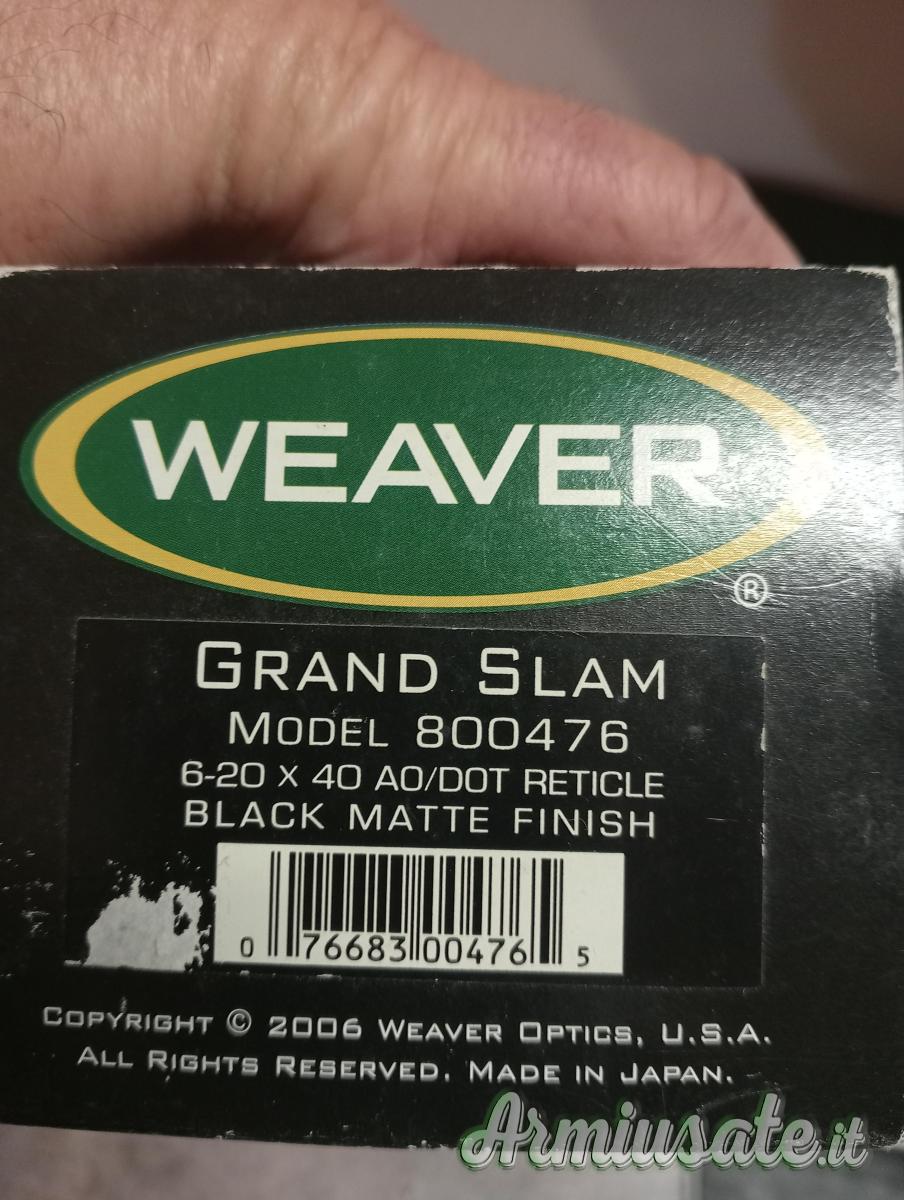 WEAVER
®
GRAND SLAM
MODEL 800476
6-20 X 40 AO/DOT RETICLE
BLACK MATTE FINISH
0 76683 00476 5
COPYRIGHT © 2006 WEAVER OPTICS, U.S.A.
ALL RIGHTS RESERVED. MADE IN JAPAN.
Armiusate.it